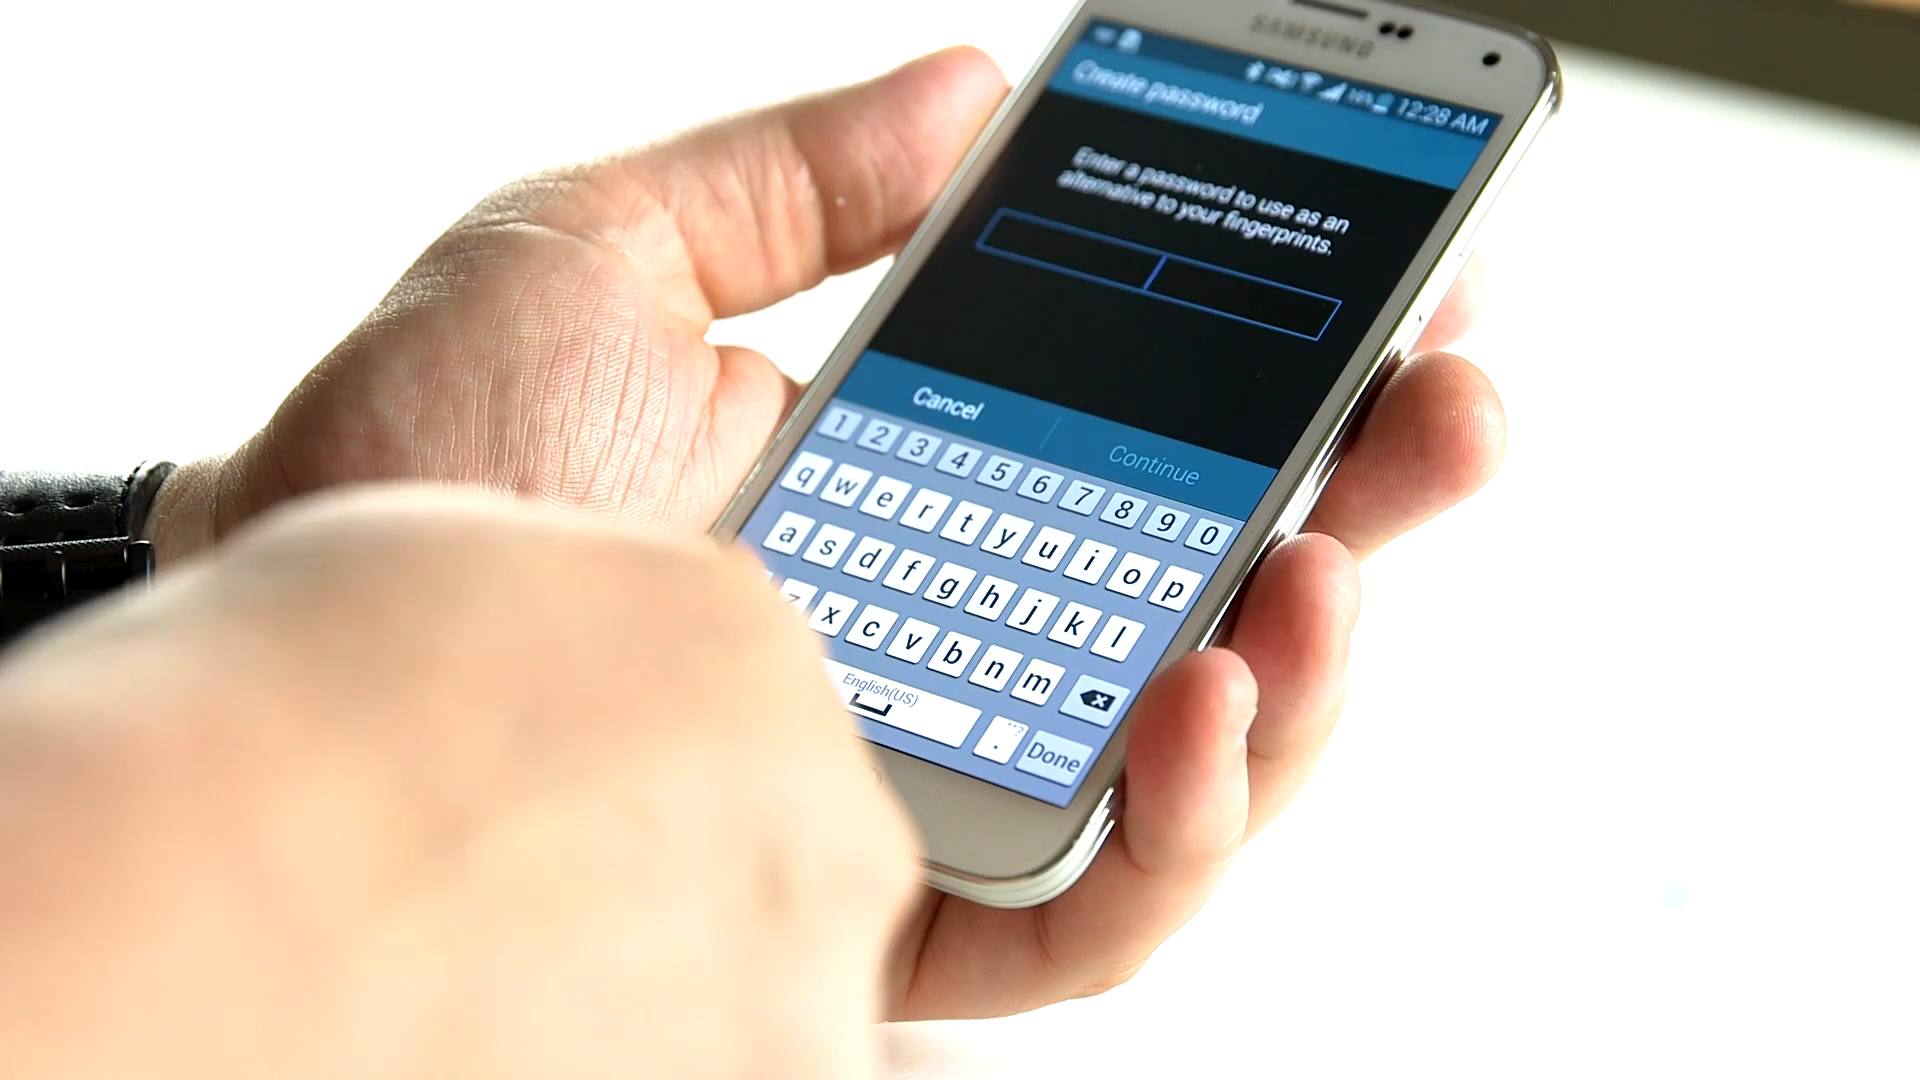 SAMSUNG
12:28 AM
Create password
Enter a password to use as an
alternative to your fingerprints.
Cancel
Continue
1 2 3 4 5 6 7 8 9 0
q w e r t y u i o p
a s d f g h j k l
z x c v b n m
English(US)
. Done